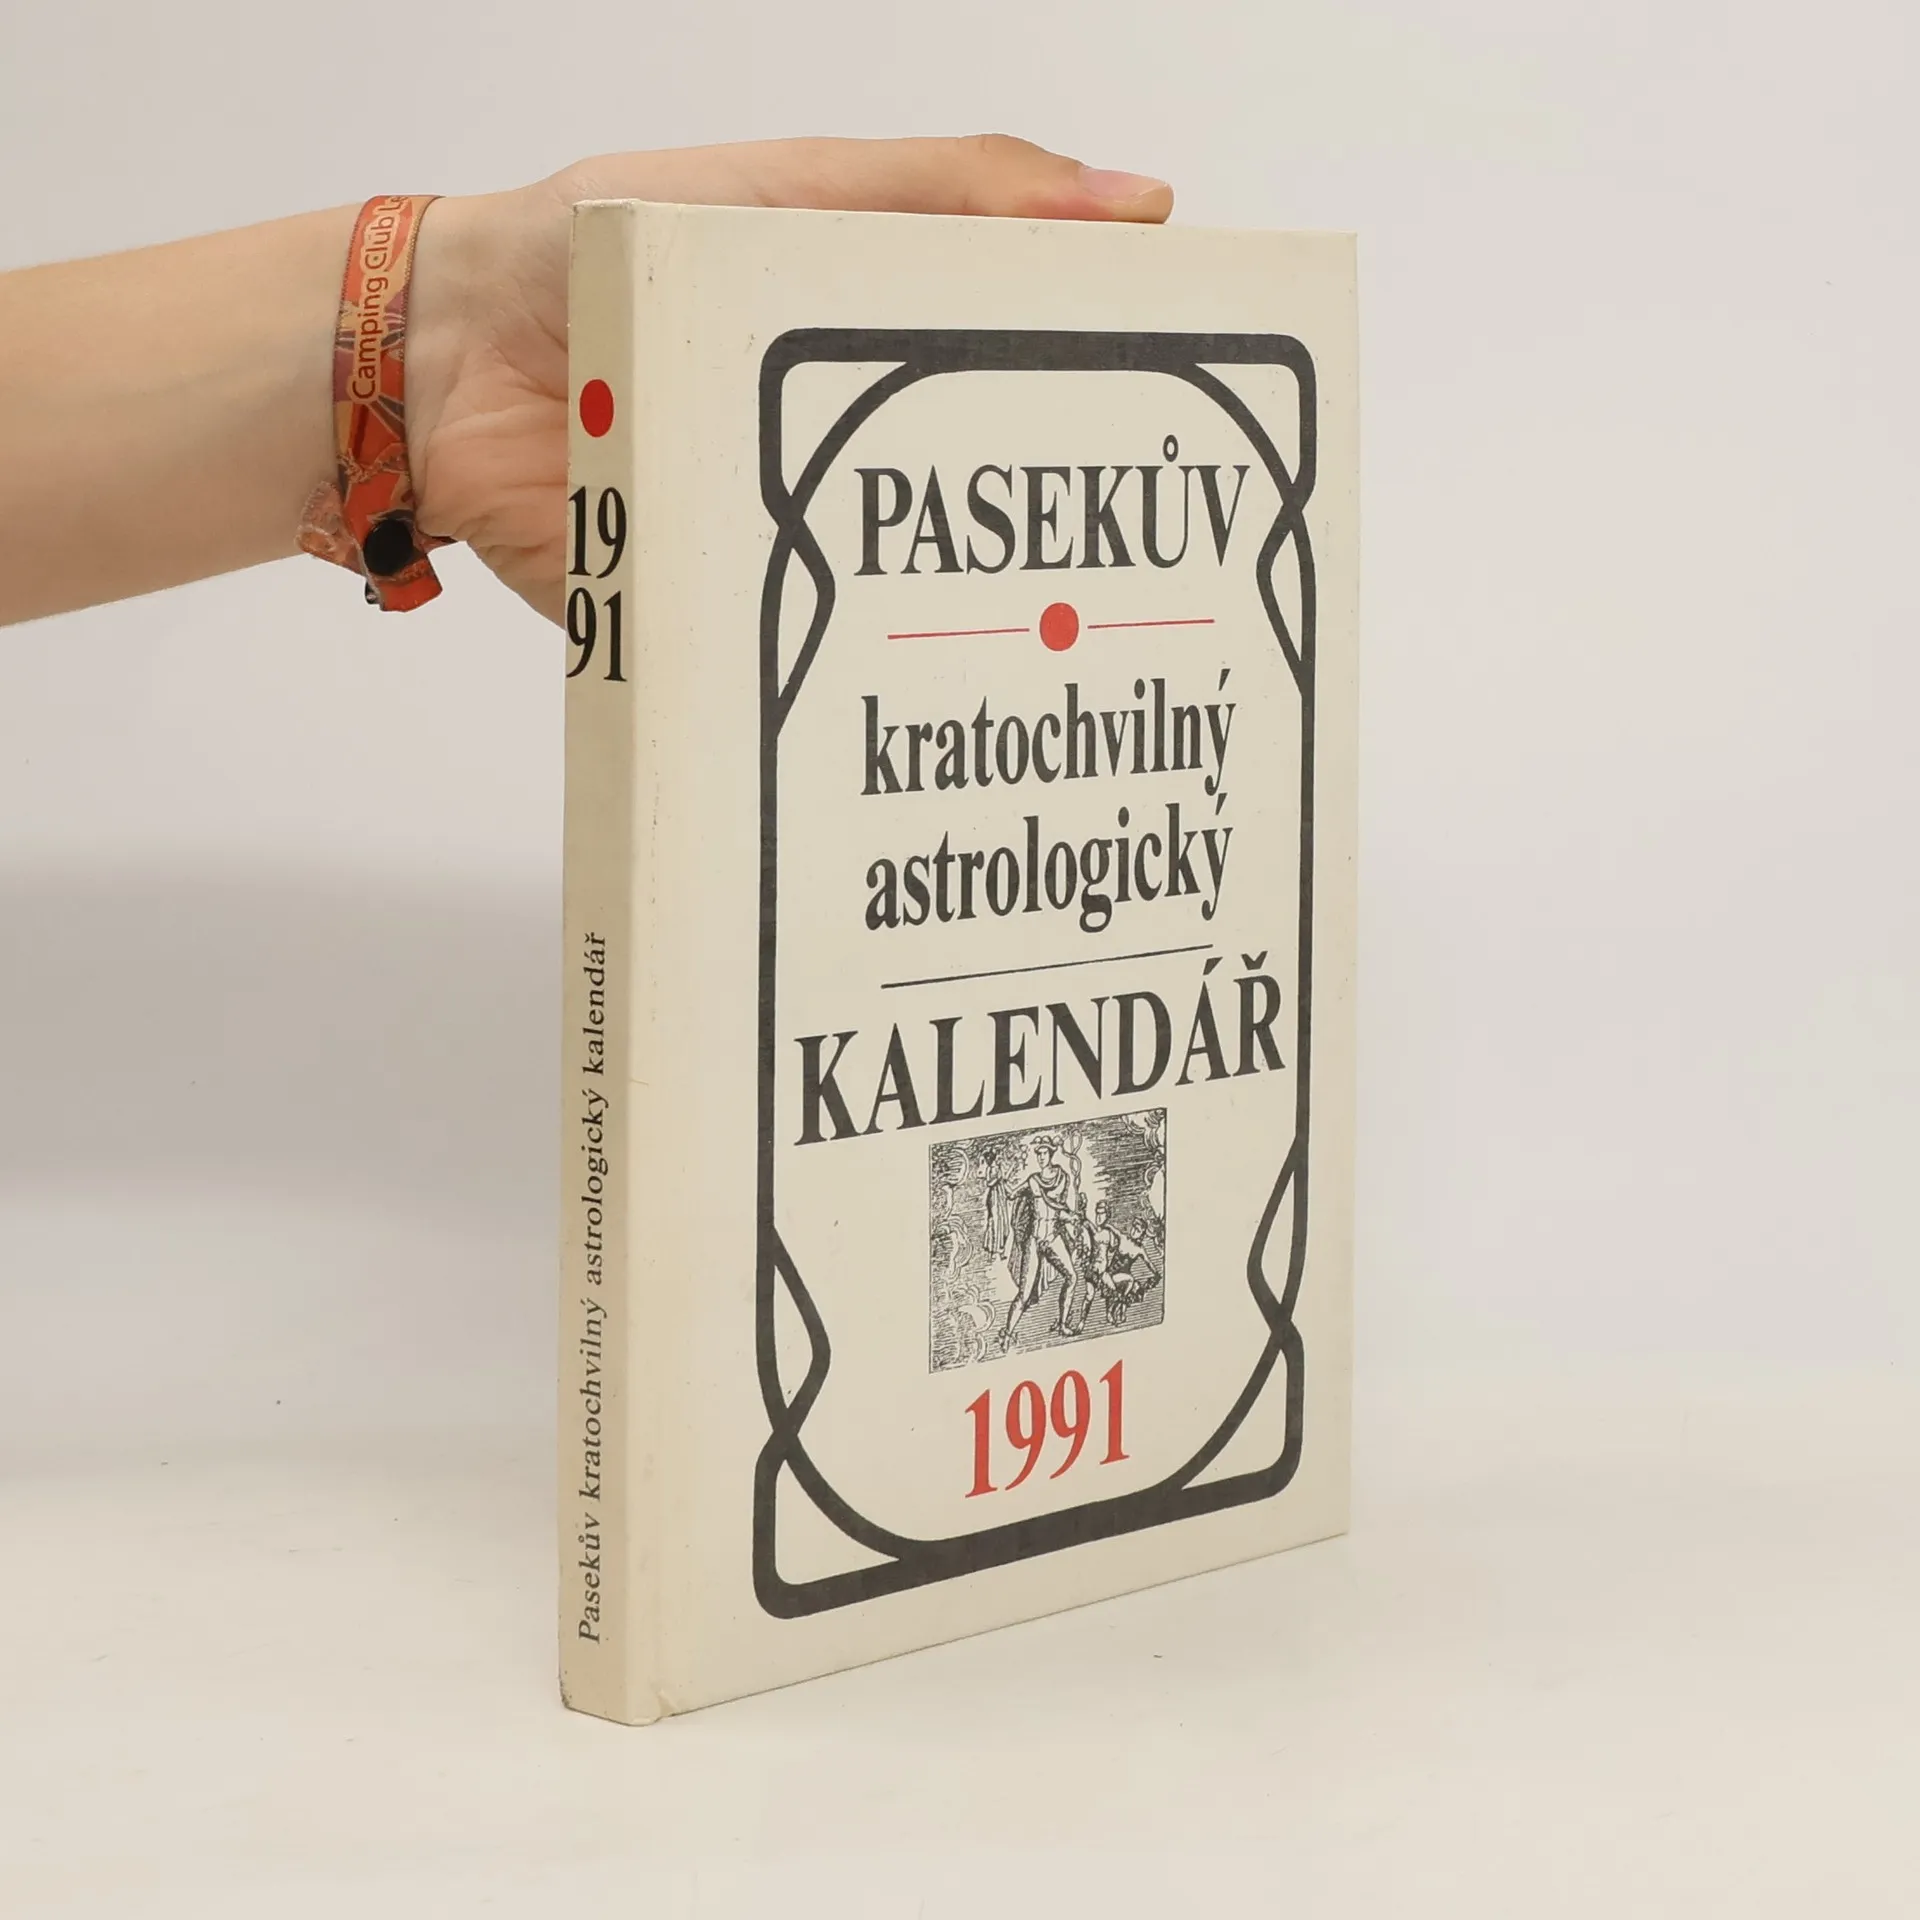 Camping Club
19
91
Pasekův kratochvilný astrologický kalendář
PASEKŮV
kratochvilný
astrologický
KALENDÁŘ
1991